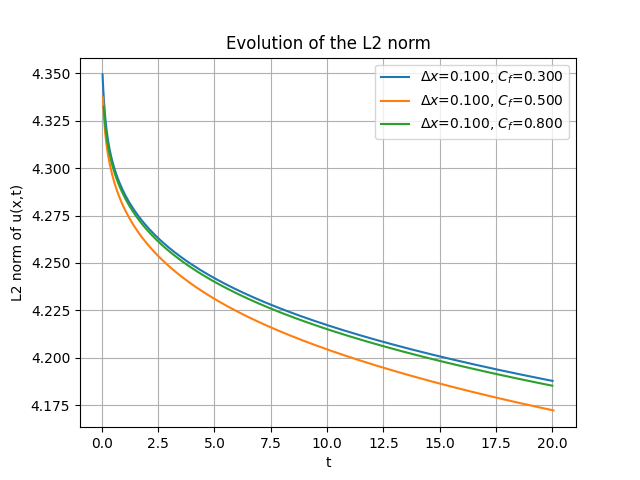 Evolution of the L2 norm
L2 norm of u(x,t)
4.350
4.325
4.300
4.275
4.250
4.225
4.200
4.175
Δx=0.100, C_f=0.300
Δx=0.100, C_f=0.500
Δx=0.100, C_f=0.800
0.0 2.5 5.0 7.5 10.0 12.5 15.0 17.5 20.0
t